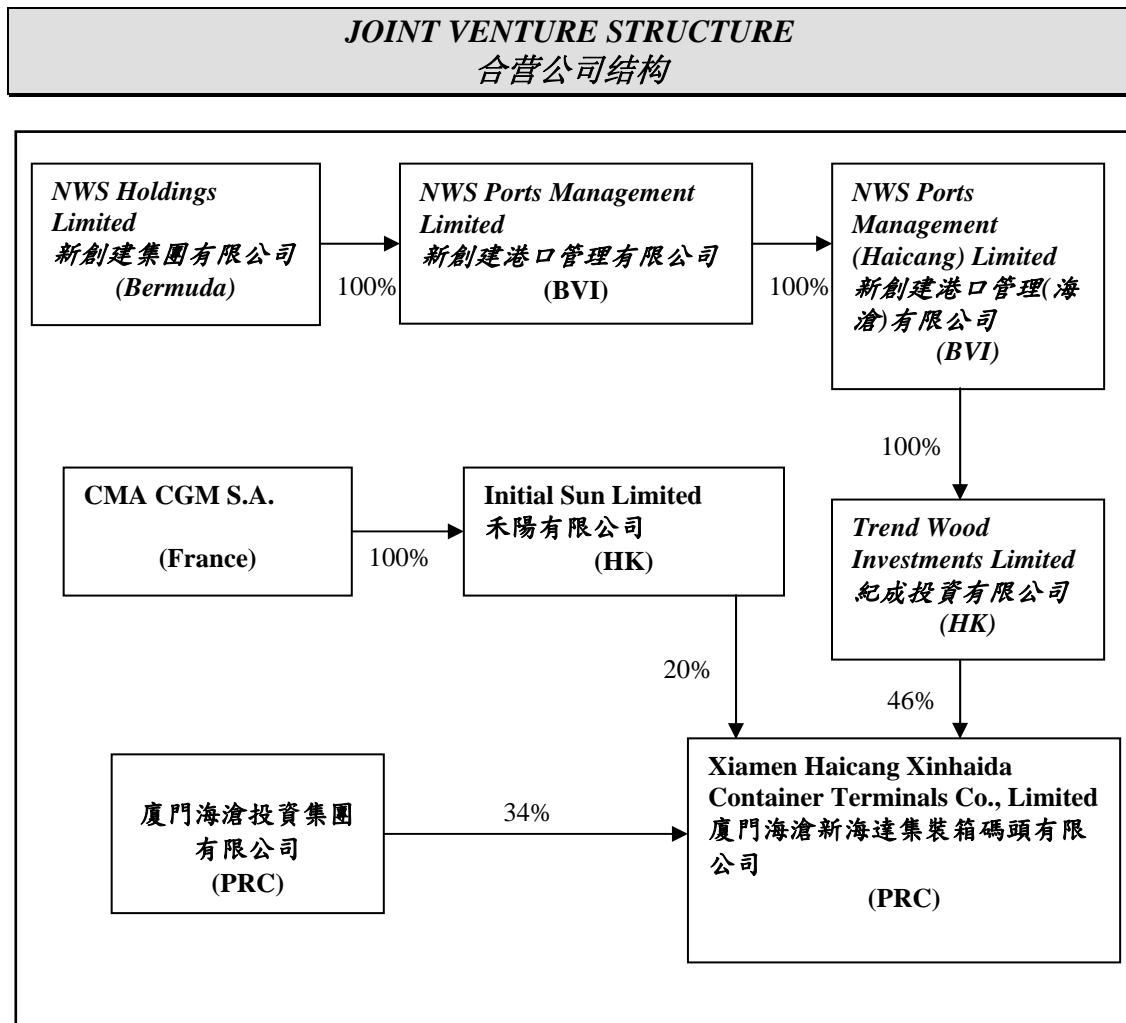 JOINT VENTURE STRUCTURE
合营公司结构
NWS Holdings
Limited
新創建集團有限公司
(Bermuda)
100%
NWS Ports Management
Limited
新創建港口管理有限公司
(BVI)
100%
NWS Ports
Management
(Haicang) Limited
新創建港口管理(海
滄)有限公司
(BVI)
100%
CMA CGM S.A.
(France)
100%
Initial Sun Limited
禾陽有限公司
(HK)
20%
Trend Wood
Investments Limited
紀成投資有限公司
(HK)
46%
廈門海滄投資集團
有限公司
(PRC)
34%
Xiamen Haicang Xinhaida
Container Terminals Co., Limited
廈門海滄新海達集裝箱碼頭有限
公司
(PRC)